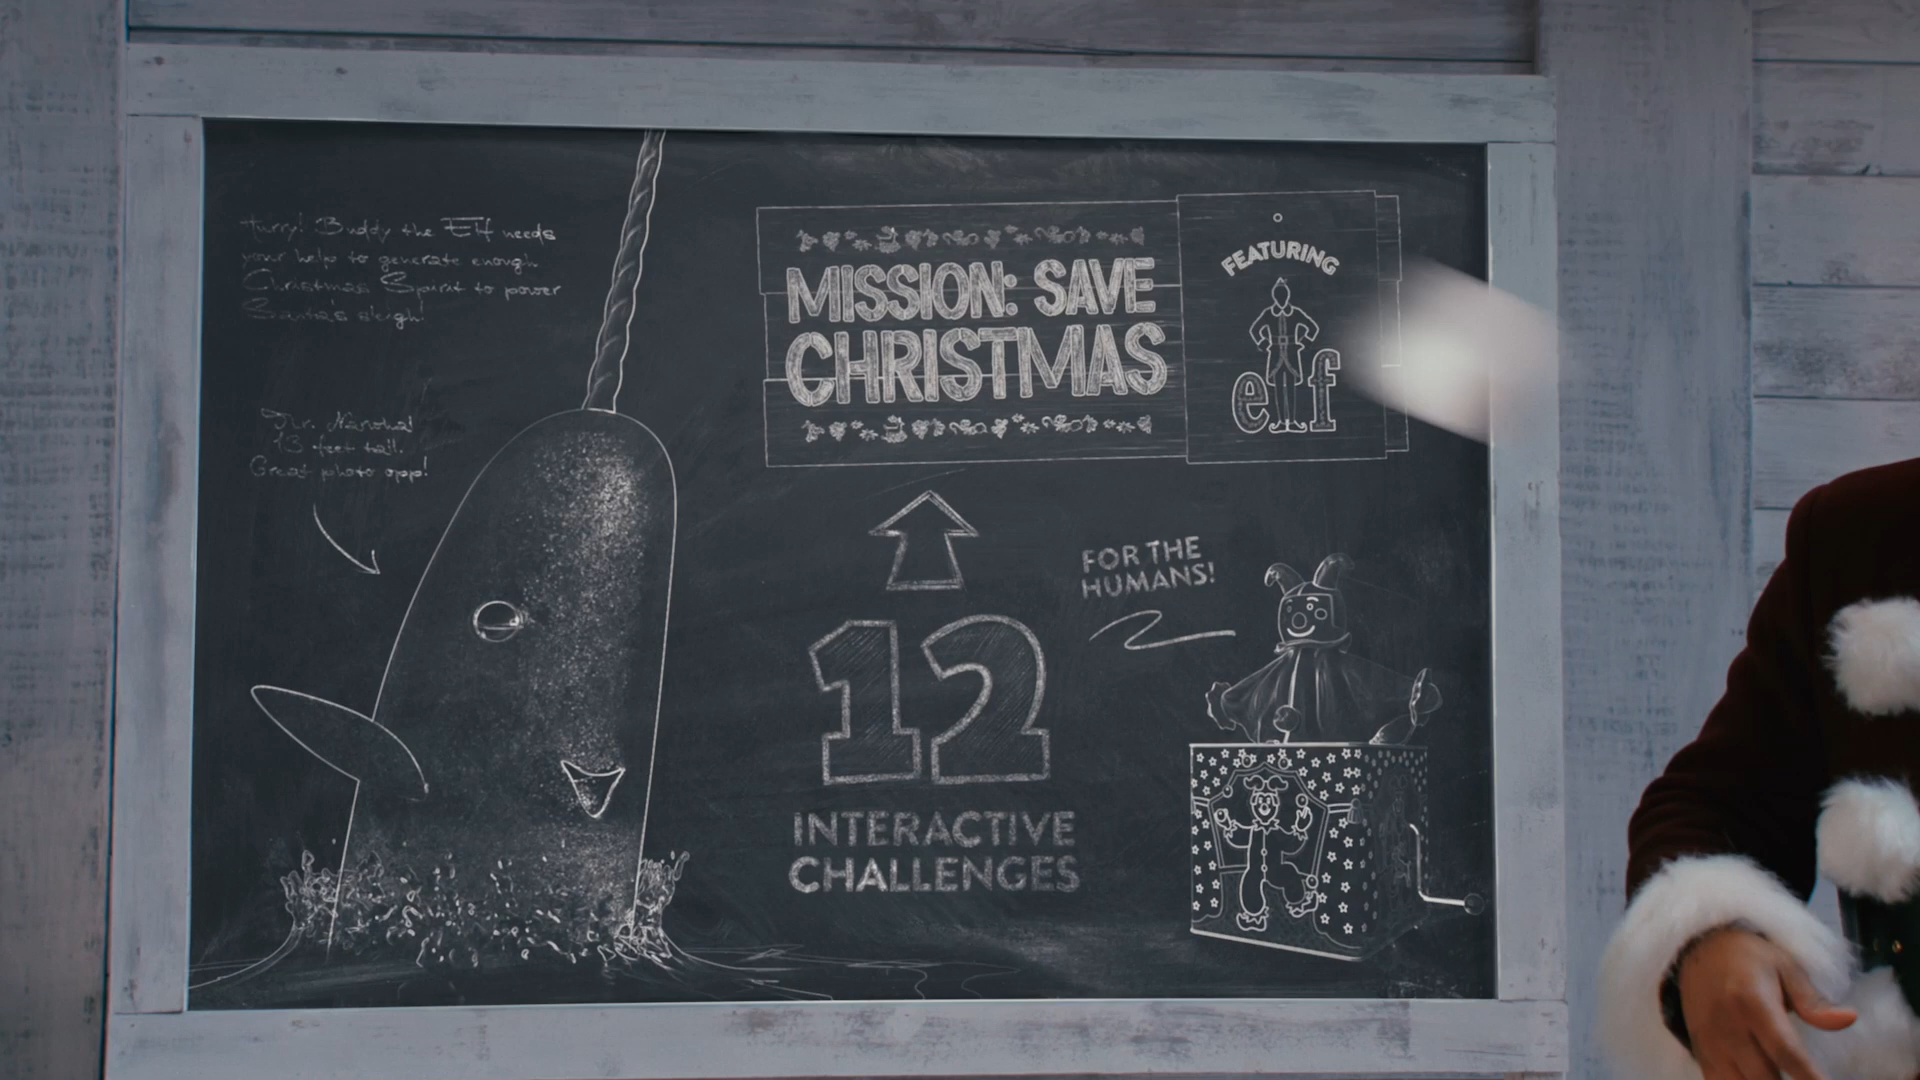 Hurry! Buddy the Elf needs
your help to generate enough
Christmas Spirit to power
Santa's sleigh!
Mr. Narwhal
13 feet tall.
Great photo opp!
MISSION: SAVE
CHRISTMAS
FEATURING
elf
12
INTERACTIVE
CHALLENGES
FOR THE
HUMANS!